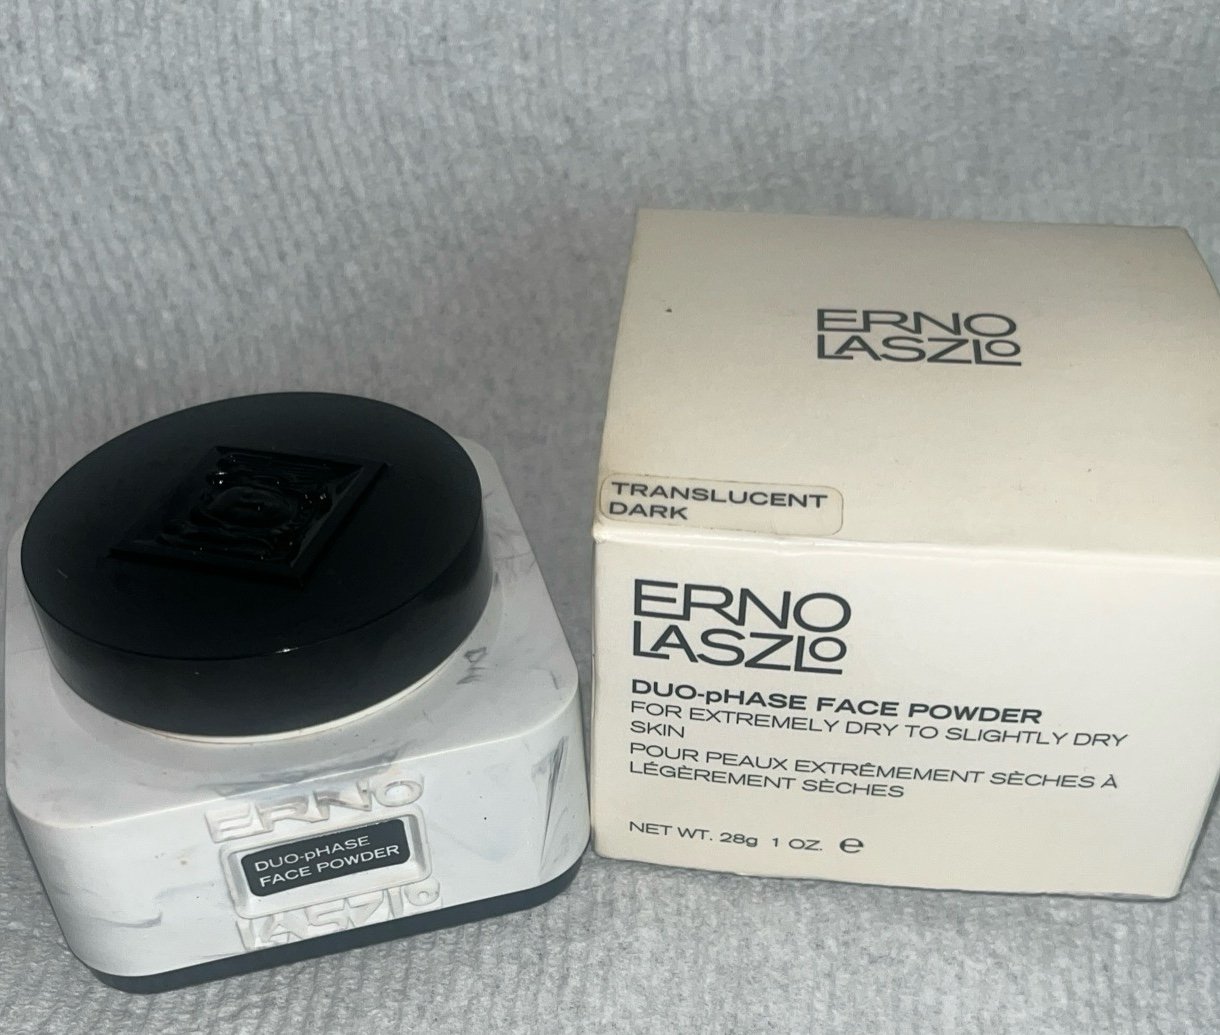 ERNO
LASZLO
TRANSLUCENT
DARK
ERNO
LASZLO
DUO-pHASE FACE POWDER
FOR EXTREMELY DRY TO SLIGHTLY DRY
SKIN
POUR PEAUX EXTRÊMEMENT SÈCHES À
LÉGÈREMENT SÈCHES
NET WT. 28g 1 OZ. ℮
ERNO
DUO-pHASE
FACE POWDER
LASZLO